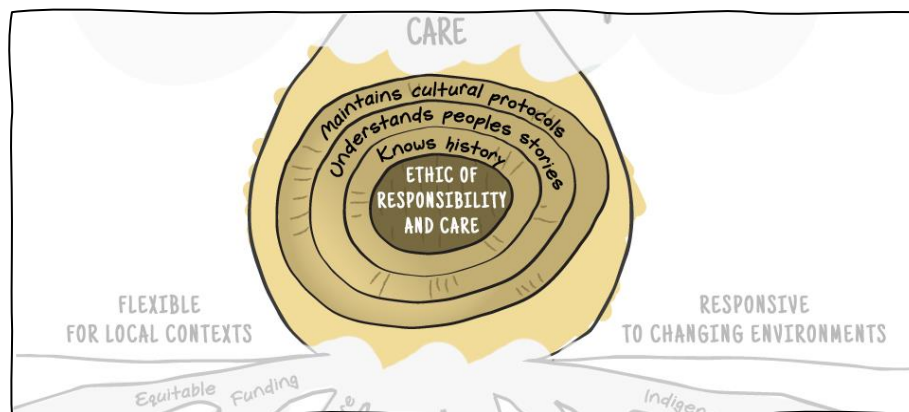 CARE
Maintains cultural protocols
Understands peoples stories
Knows history
ETHIC OF
RESPONSIBILITY
AND CARE
FLEXIBLE
FOR LOCAL CONTEXTS
RESPONSIVE
TO CHANGING ENVIRONMENTS
Equitable Funding